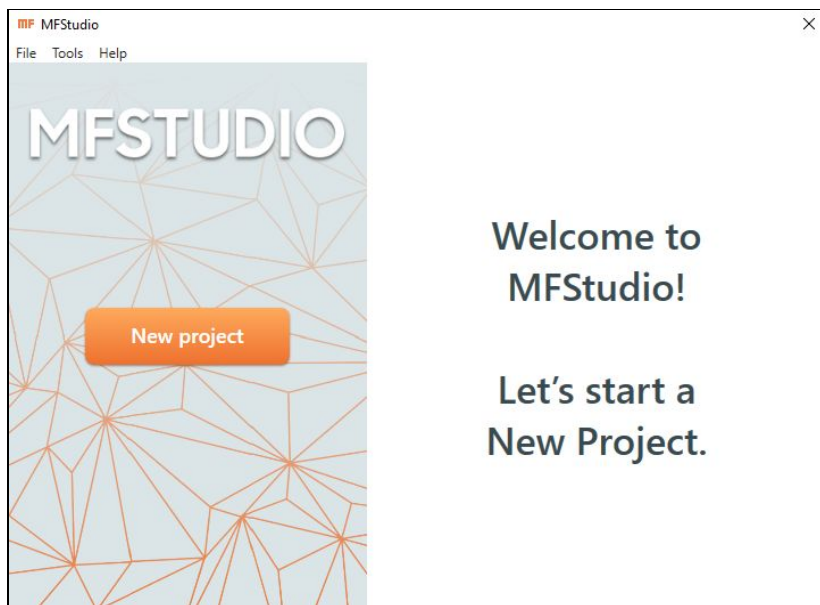 MF MFStudio
File Tools Help
MFSTUDIO
New project
Welcome to
MFStudio!
Let’s start a
New Project.